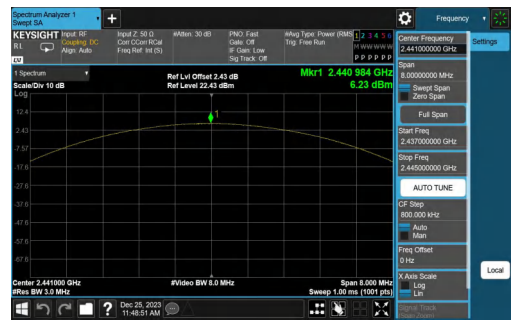 Spectrum Analyzer 1
Swept SA
Frequency
KEYSIGHT
R L
LV
Input: RF
Coupling: DC
Align: Auto
Input Z: 50 Ω
Corr CCorr RCal
Freq Ref: Int (S)
#Atten: 30 dB
PNO: Fast
Gate: Off
IF Gain: Low
Sig Track: Off
#Avg Type: Power (RMS
Trig: Free Run
1 2 3 4 5 6
M W W W W W
P P P P P P
1 Spectrum
Scale/Div 10 dB
Log
Ref Lvl Offset 2.43 dB
Ref Level 22.43 dBm
Mkr1 2.440 984 GHz
6.23 dBm
1
12.4
2.43
-7.57
-17.6
-27.6
-37.6
-47.6
-57.6
-67.6
Center 2.441000 GHz
#Res BW 3.0 MHz
#Video BW 8.0 MHz
Span 8.000 MHz
Sweep 1.00 ms (1001 pts)
Center Frequency
2.441000000 GHz
Settings
Span
8.00000000 MHz
Swept Span
Zero Span
Full Span
Start Freq
2.437000000 GHz
Stop Freq
2.445000000 GHz
AUTO TUNE
CF Step
800.000 kHz
Auto
Man
Freq Offset
0 Hz
X Axis Scale
Log
Lin
Local
Signal Track
(Span Zoom)
Dec 25, 2023
11:48:51 AM